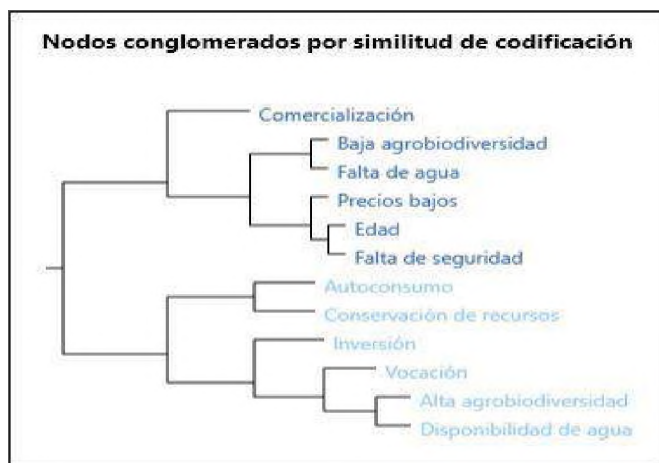 Nodos conglomerados por similitud de codificación
Comercialización
Baja agrobiodiversidad
Falta de agua
Precios bajos
Edad
Falta de seguridad
Autoconsumo
Conservación de recursos
Inversión
Vocación
Alta agrobiodiversidad
Disponibilidad de agua